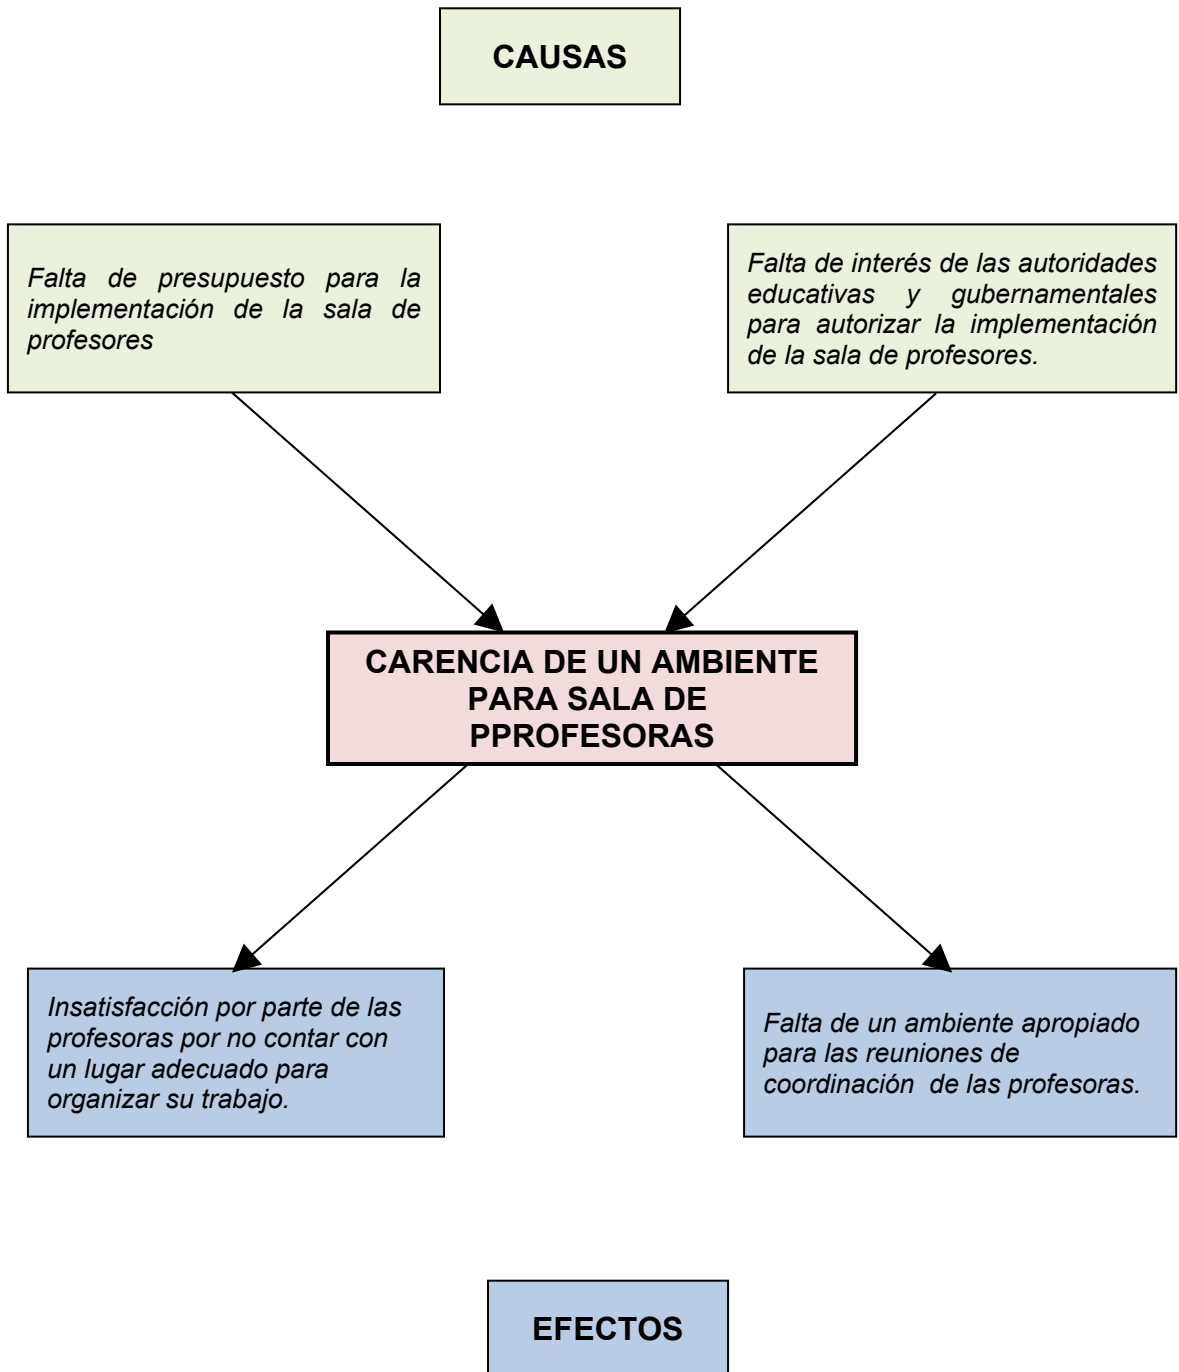 CAUSAS
Falta de presupuesto para la
implementación de la sala de
profesores
Falta de interés de las autoridades
educativas y gubernamentales
para autorizar la implementación
de la sala de profesores.
CARENCIA DE UN AMBIENTE
PARA SALA DE
PPROFESORAS
Insatisfacción por parte de las
profesoras por no contar con
un lugar adecuado para
organizar su trabajo.
Falta de un ambiente apropiado
para las reuniones de
coordinación de las profesoras.
EFECTOS